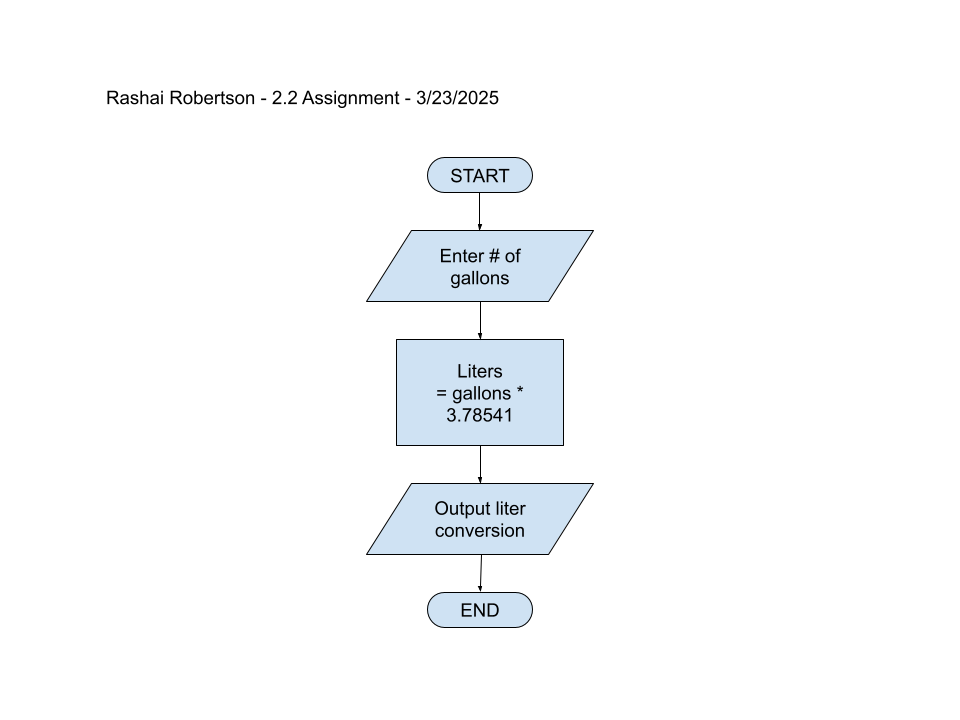 Rashai Robertson - 2.2 Assignment - 3/23/2025
START
Enter # of
gallons
Liters
= gallons *
3.78541
Output liter
conversion
END